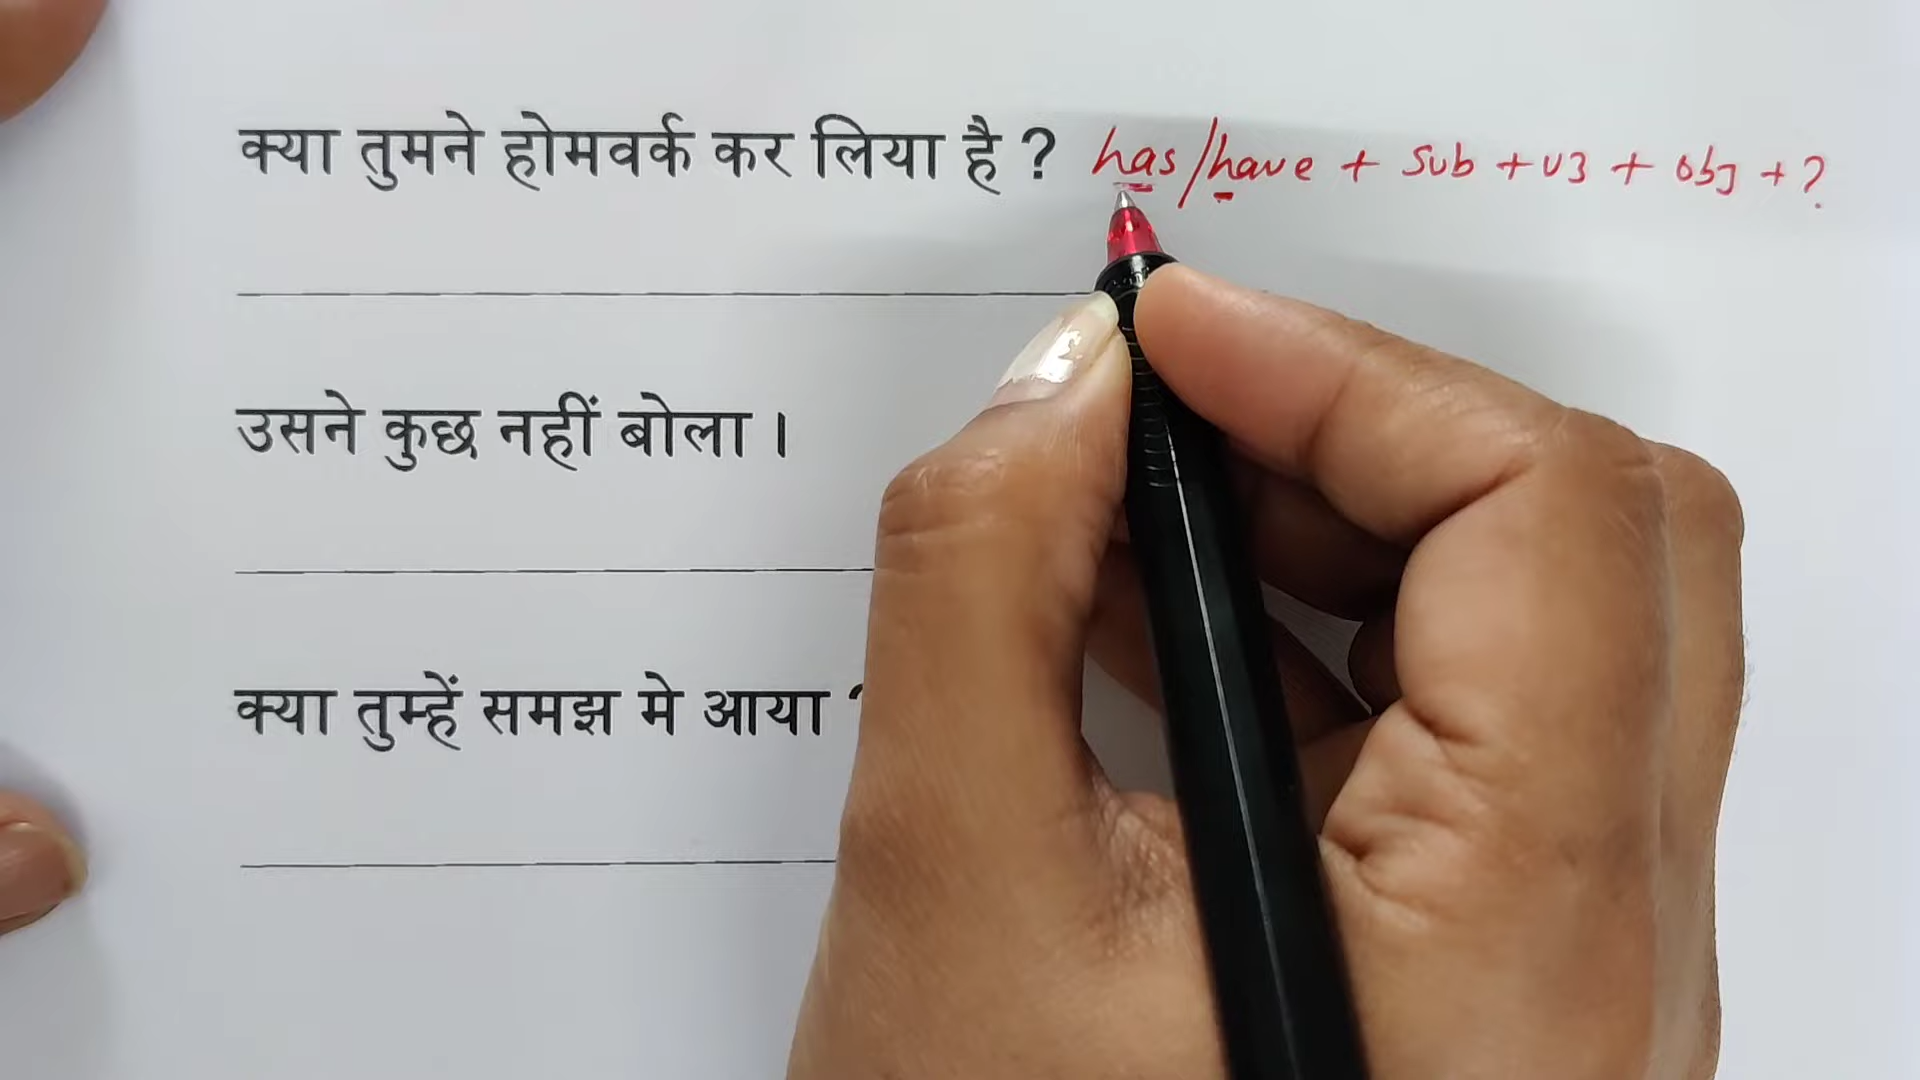 क्या तुमने होमवर्क कर लिया है ? has/have + sub + v3 + obj + ?
उसने कुछ नहीं बोला ।
क्या तुम्हें समझ मे आया ?